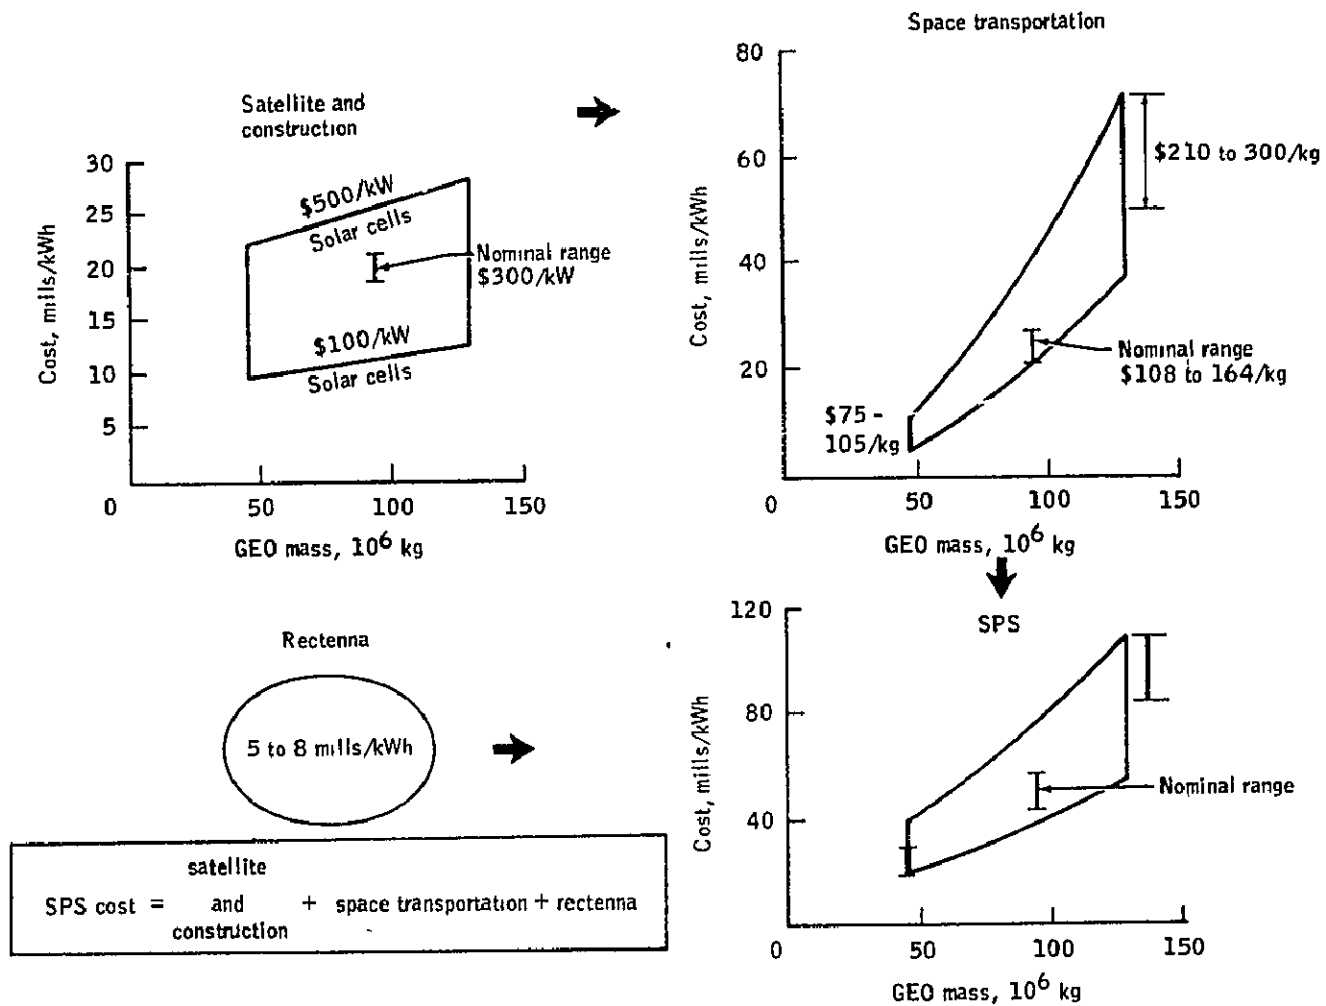 Satellite and
construction
30
25
20
15
10
5
0
50
100
150
Cost, mills/kWh
GEO mass, 10⁶ kg
$500/kW
Solar cells
Nominal range
$300/kW
$100/kW
Solar cells
Space transportation
80
60
40
20
0
50
100
150
Cost, mills/kWh
GEO mass, 10⁶ kg
$210 to 300/kg
Nominal range
$108 to 164/kg
$75 -
105/kg
Rectenna
5 to 8 mills/kWh
satellite
SPS cost = and + space transportation + rectenna
construction
SPS
120
80
40
0
50
100
150
Cost, mills/kWh
GEO mass, 10⁶ kg
Nominal range